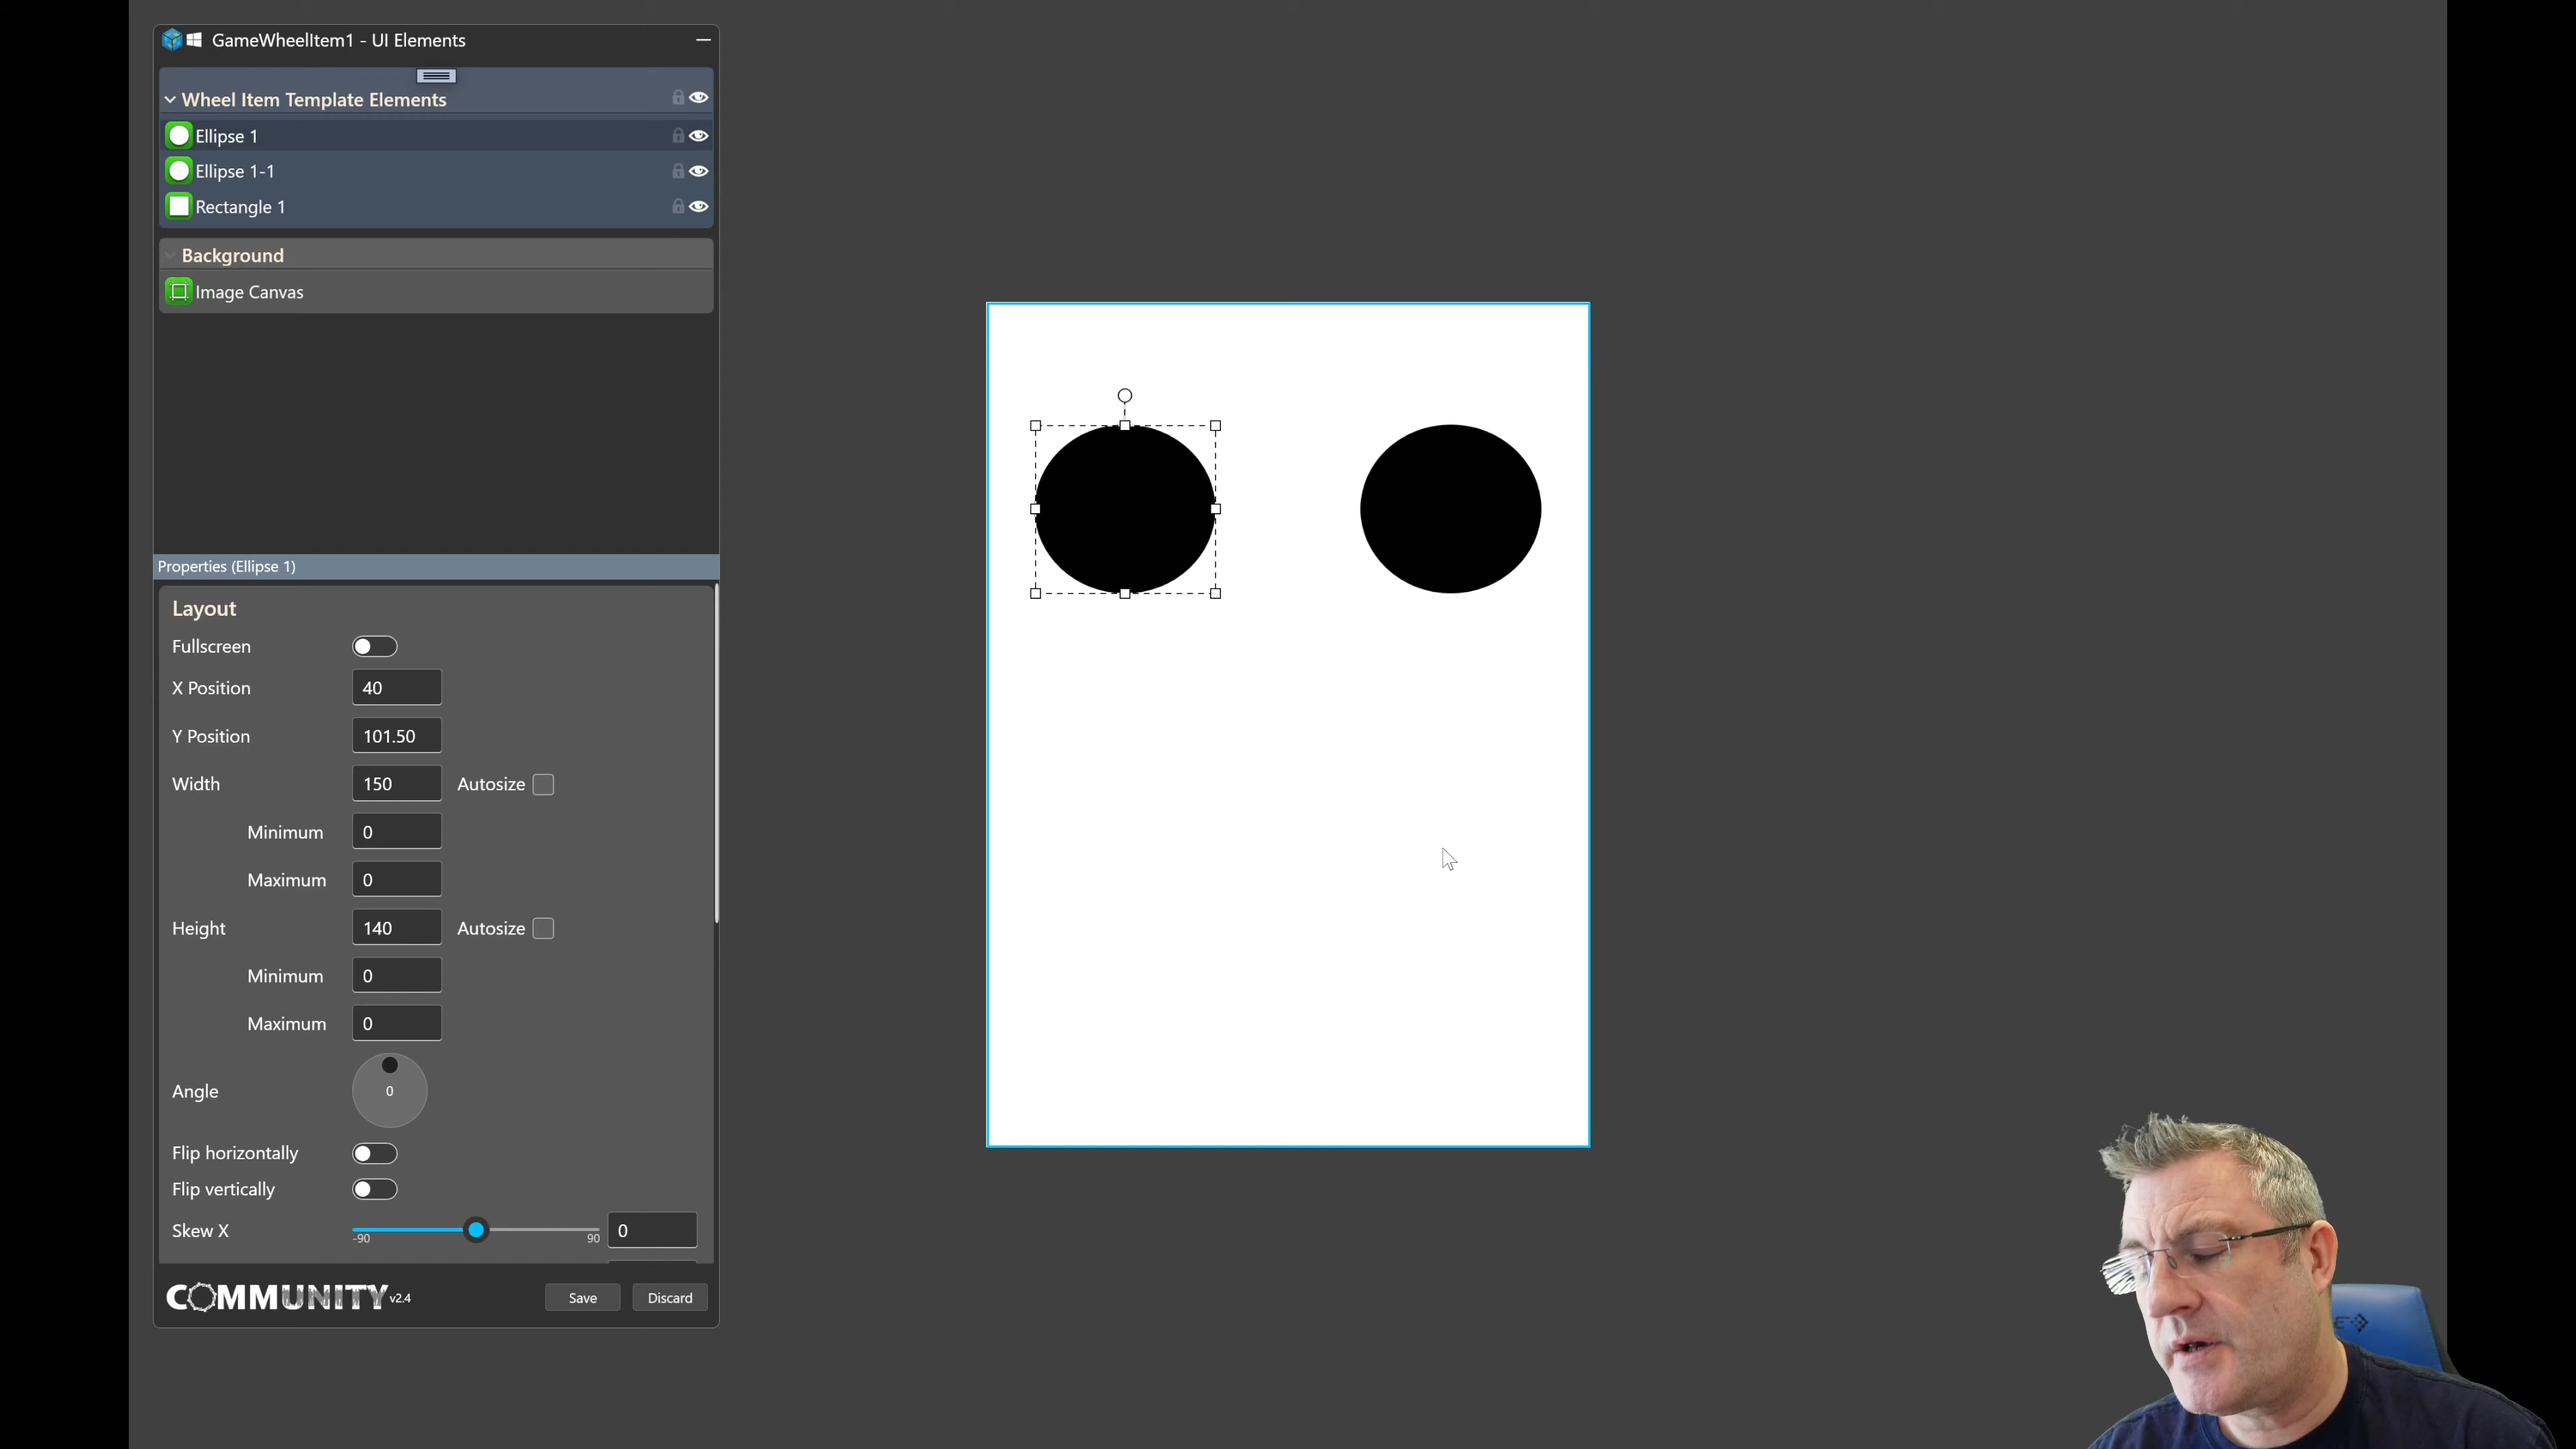 GameWheelItem1 - UI Elements
Wheel Item Template Elements
Ellipse 1
Ellipse 1-1
Rectangle 1
Background
Image Canvas
Properties (Ellipse 1)
Layout
Fullscreen
X Position 40
Y Position 101.50
Width 150 Autosize
Minimum 0
Maximum 0
Height 140 Autosize
Minimum 0
Maximum 0
Angle 0
Flip horizontally
Flip vertically
Skew X 0
-90 90
COMMUNITY v2.4 Save Discard